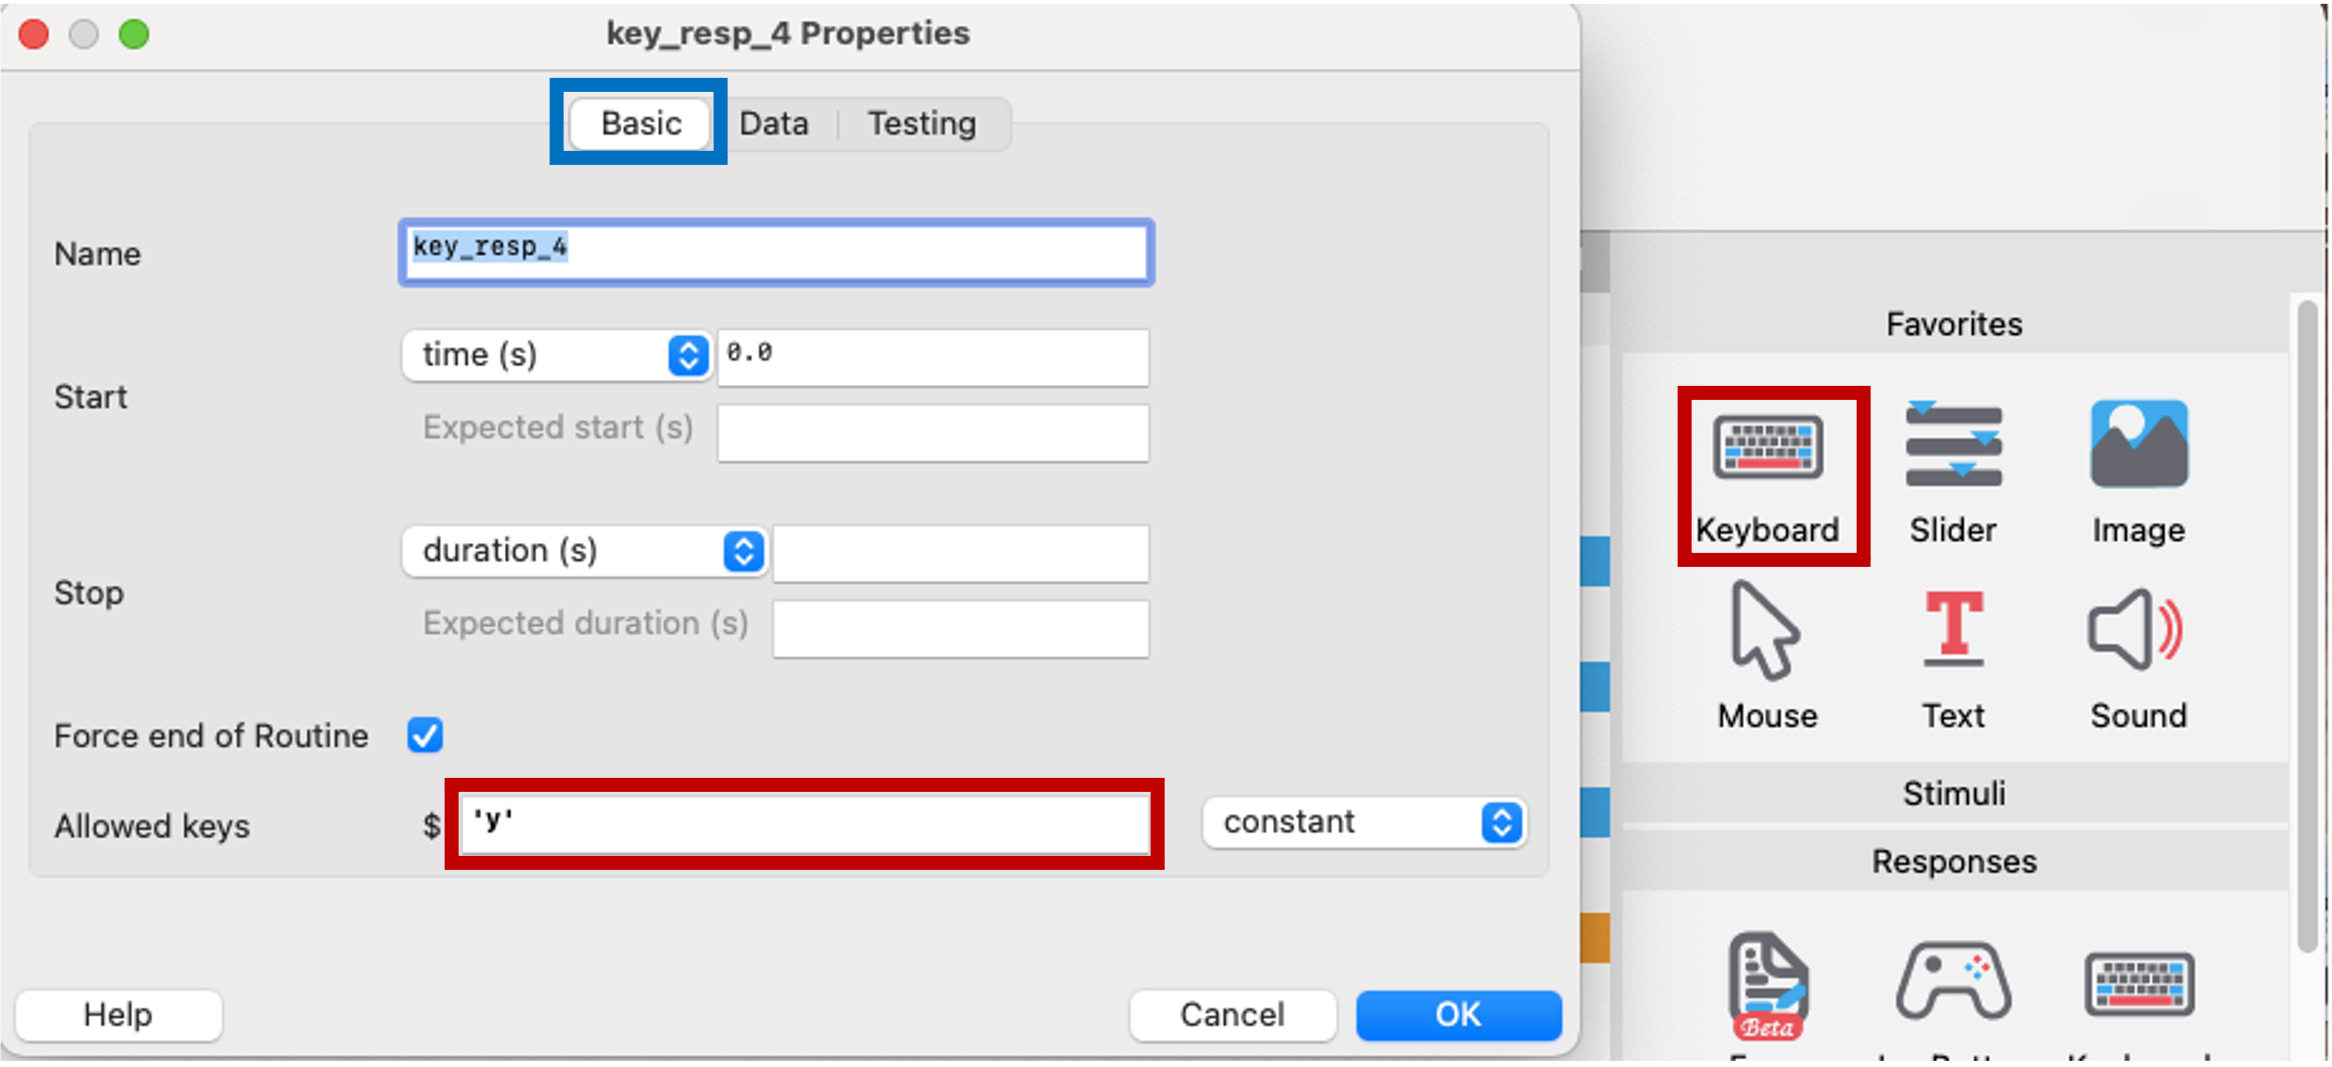 key_resp_4 Properties
Basic Data Testing
Name key_resp_4
time (s) 0.0
Start
Expected start (s)
duration (s)
Stop
Expected duration (s)
Force end of Routine
Allowed keys $ 'y' constant
Help Cancel OK
Favorites
Keyboard Slider Image
Mouse Text Sound
Stimuli
Responses
Beta